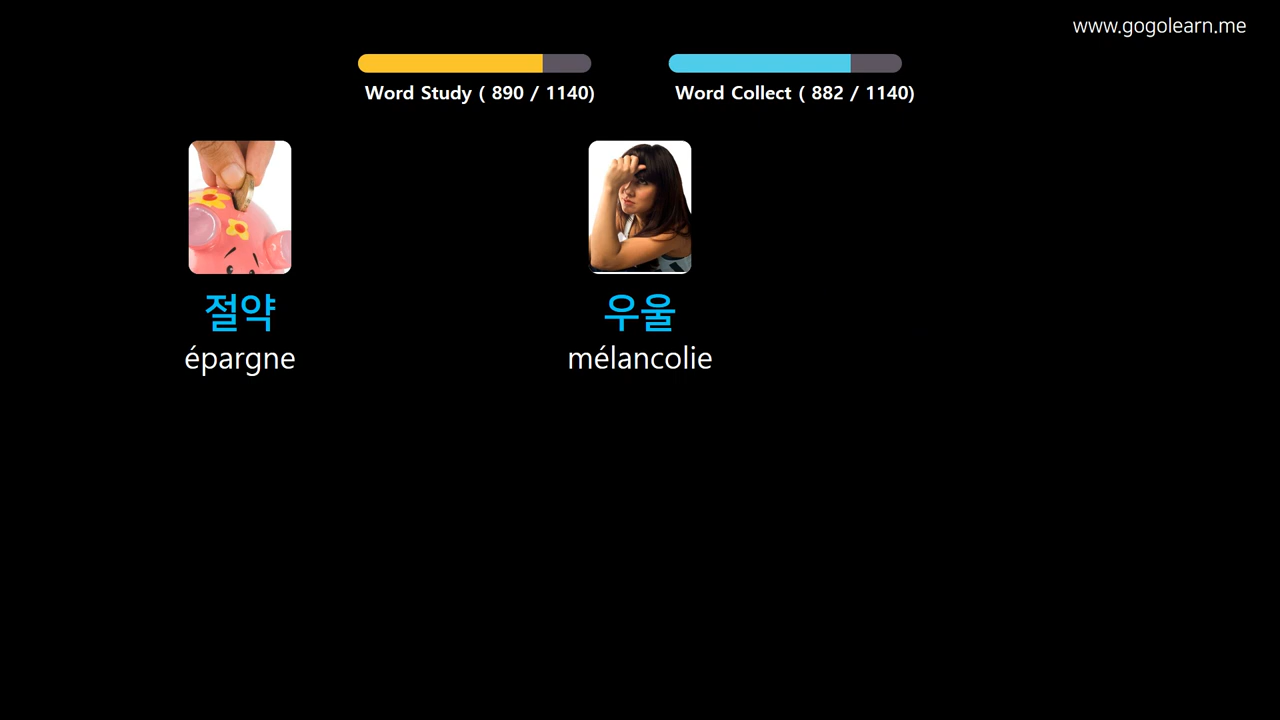 www.gogolearn.me
Word Study ( 890 / 1140)
Word Collect ( 882 / 1140)
절약
épargne
우울
mélancolie